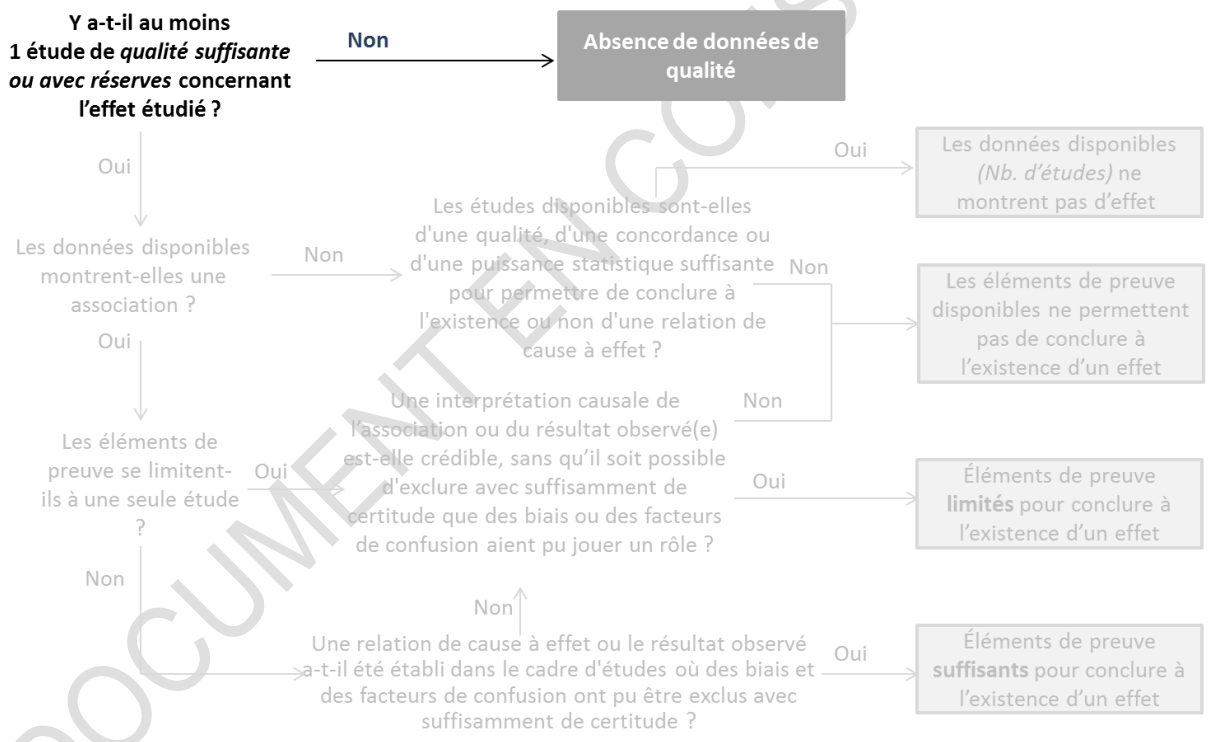 Y a-t-il au moins
1 étude de qualité suffisante
ou avec réserves concernant
l'effet étudié ?
Non
Absence de données de
qualité
Oui
Oui
Les données disponibles
(Nb. d'études) ne
montrent pas d'effet
Les données disponibles
montrent-elles une
association ?
Non
Les études disponibles sont-elles
d'une qualité, d'une concordance ou
d'une puissance statistique suffisante
pour permettre de conclure à
l'existence ou non d'une relation de
cause à effet ?
Non
Les éléments de preuve
disponibles ne permettent
pas de conclure à
l'existence d'un effet
Oui
Les éléments de
preuve se limitent-
ils à une seule étude
?
Oui
Une interprétation causale de
l'association ou du résultat observé(e)
est-elle crédible, sans qu'il soit possible
d'exclure avec suffisamment de
certitude que des biais ou des facteurs
de confusion aient pu jouer un rôle ?
Non
Oui
Éléments de preuve
limités pour conclure à
l'existence d'un effet
Non
Non
Une relation de cause à effet ou le résultat observé
a-t-il été établi dans le cadre d'études où des biais et
des facteurs de confusion ont pu être exclus avec
suffisamment de certitude ?
Oui
Éléments de preuve
suffisants pour conclure à
l'existence d'un effet
DOCUMENT EN